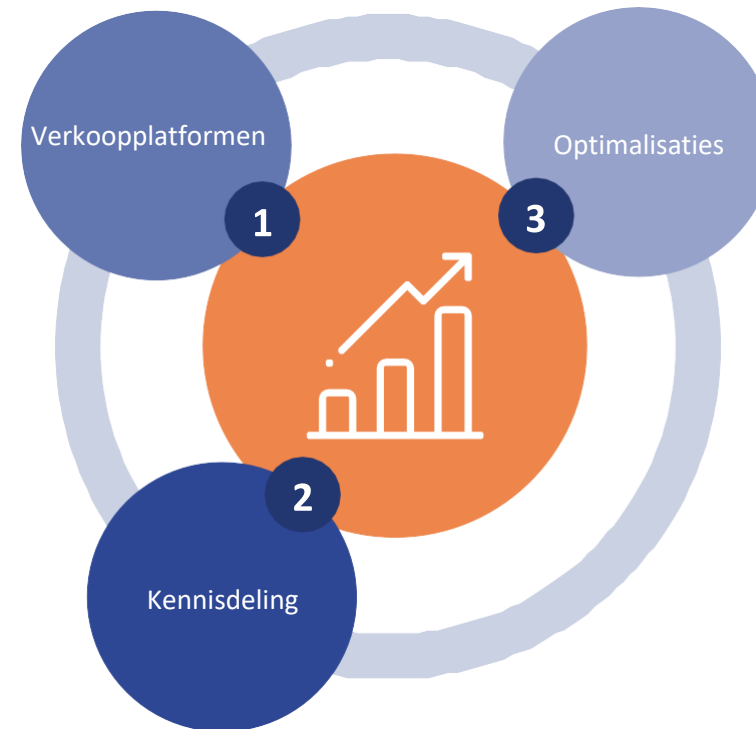 Verkoopplatformen
1
Optimalisaties
3
2
Kennisdeling